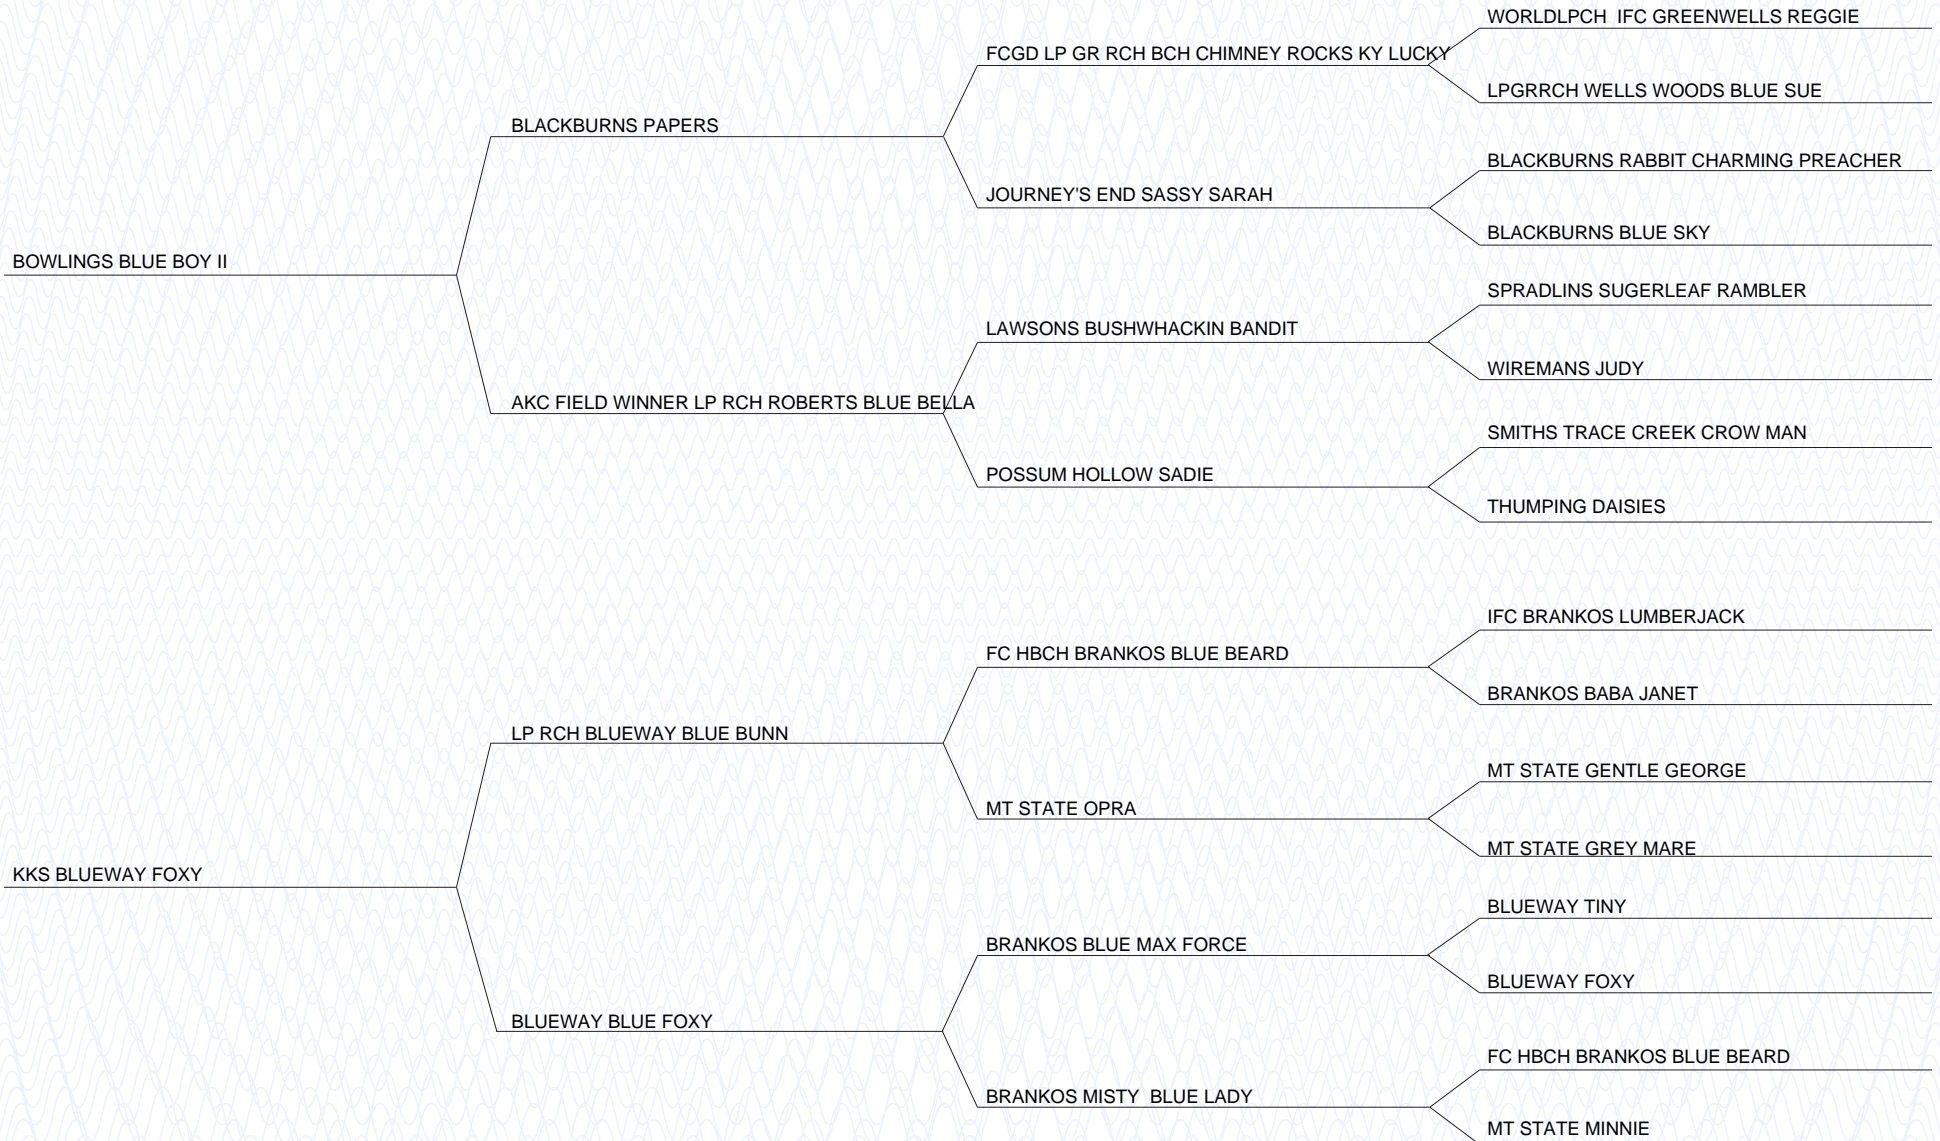 WORLDLPCH  IFC GREENWELLS REGGIE
FCGD LP GR RCH BCH CHIMNEY ROCKS KY LUCKY
LPGRRCH WELLS WOODS BLUE SUE
BLACKBURNS PAPERS
BLACKBURNS RABBIT CHARMING PREACHER
JOURNEY'S END SASSY SARAH
BLACKBURNS BLUE SKY
BOWLINGS BLUE BOY II
SPRADLINS SUGERLEAF RAMBLER
LAWSONS BUSHWHACKIN BANDIT
WIREMANS JUDY
AKC FIELD WINNER LP RCH ROBERTS BLUE BELLA
SMITHS TRACE CREEK CROW MAN
POSSUM HOLLOW SADIE
THUMPING DAISIES
IFC BRANKOS LUMBERJACK
FC HBCH BRANKOS BLUE BEARD
BRANKOS BABA JANET
LP RCH BLUEWAY BLUE BUNN
MT STATE GENTLE GEORGE
MT STATE OPRA
MT STATE GREY MARE
KKS BLUEWAY FOXY
BLUEWAY TINY
BRANKOS BLUE MAX FORCE
BLUEWAY FOXY
BLUEWAY BLUE FOXY
FC HBCH BRANKOS BLUE BEARD
BRANKOS MISTY  BLUE LADY
MT STATE MINNIE